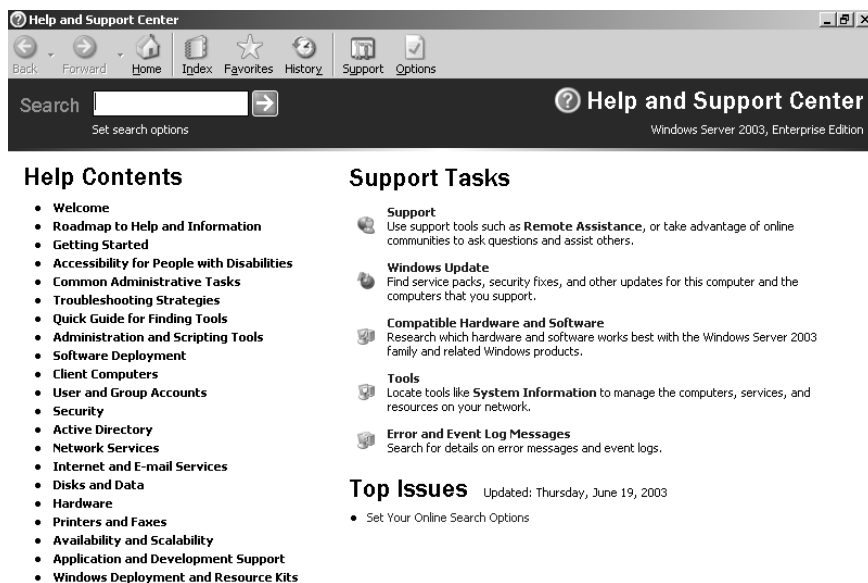 Help and Support Center
Back
Forward
Home
Index
Favorites
History
Support
Options
Search
Set search options
Help and Support Center
Windows Server 2003, Enterprise Edition
Help Contents
Welcome
Roadmap to Help and Information
Getting Started
Accessibility for People with Disabilities
Common Administrative Tasks
Troubleshooting Strategies
Quick Guide for Finding Tools
Administration and Scripting Tools
Software Deployment
Client Computers
User and Group Accounts
Security
Active Directory
Network Services
Internet and E-mail Services
Disks and Data
Hardware
Printers and Faxes
Availability and Scalability
Application and Development Support
Windows Deployment and Resource Kits
Support Tasks
Support
Use support tools such as Remote Assistance, or take advantage of online
communities to ask questions and assist others.
Windows Update
Find service packs, security fixes, and other updates for this computer and the
computers that you support.
Compatible Hardware and Software
Research which hardware and software works best with the Windows Server 2003
family and related Windows products.
Tools
Locate tools like System Information to manage the computers, services, and
resources on your network.
Error and Event Log Messages
Search for details on error messages and event logs.
Top Issues Updated: Thursday, June 19, 2003
Set Your Online Search Options